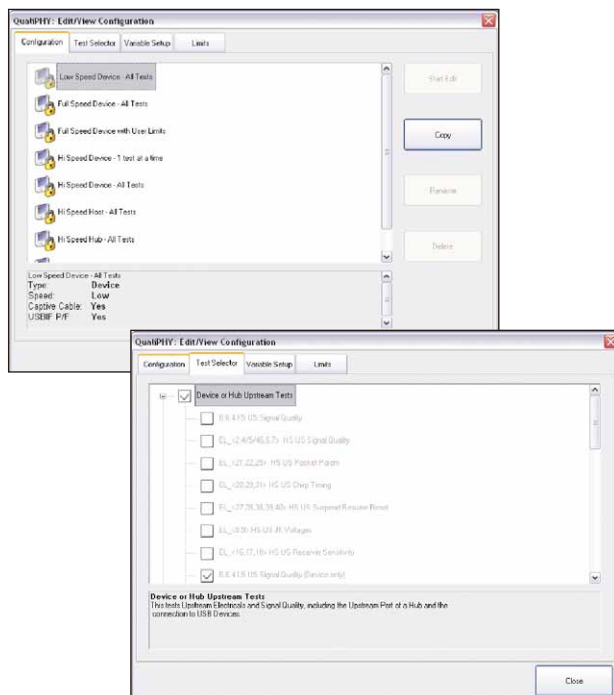 QualiPHY: Edit/View Configuration
Configuration Test Selector Variable Setup Limits
Low Speed Device - All Tests
Full Speed Device - All Tests
Full Speed Device with User Limits
Hi Speed Device - 1 test at a time
Hi Speed Device - All Tests
Hi Speed Host - All Tests
Hi Speed Hub - All Tests
Start Edit
Copy
Rename
Delete
Low Speed Device - All Tests
Type: Device
Speed: Low
Captive Cable: Yes
USBIF P/F Yes
QualiPHY: Edit/View Configuration
Configuration Test Selector Variable Setup Limits
Device or Hub Upstream Tests
US Signal Quality
HS US Signal Quality
HS US Packet Param
HS US Chirp Timing
HS US Suspend Resume Reset
HS US JK Voltages
HS US Receiver Sensitivity
US Signal Quality (Device only)
Device or Hub Upstream Tests
This tests Upstream Electricals and Signal Quality, including the Upstream Port of a Hub and the
connection to USB Devices.
Close